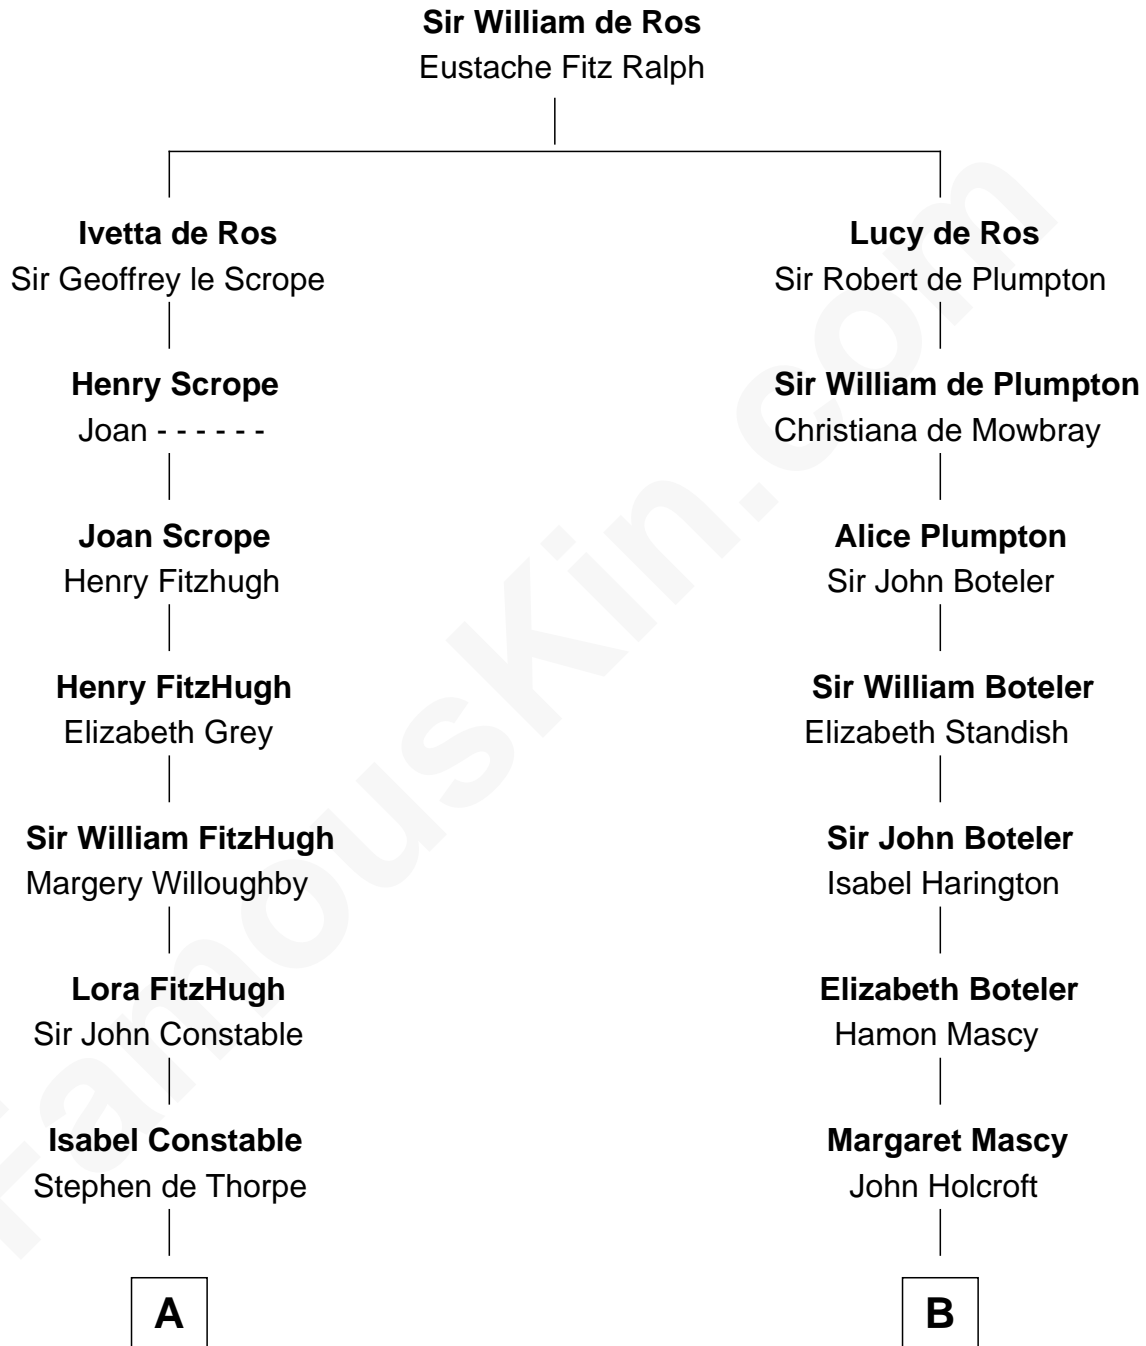 Sir William de Ros
Eustache Fitz Ralph
Ivetta de Ros
Sir Geoffrey le Scrope
Lucy de Ros
Sir Robert de Plumpton
Henry Scrope
Joan - - - - - -
Sir William de Plumpton
Christiana de Mowbray
Joan Scrope
Henry Fitzhugh
Alice Plumpton
Sir John Boteler
Henry FitzHugh
Elizabeth Grey
Sir William Boteler
Elizabeth Standish
Sir William FitzHugh
Margery Willoughby
Sir John Boteler
Isabel Harington
Lora FitzHugh
Sir John Constable
Elizabeth Boteler
Hamon Mascy
Isabel Constable
Stephen de Thorpe
Margaret Mascy
John Holcroft
A
B
FamousKin.com